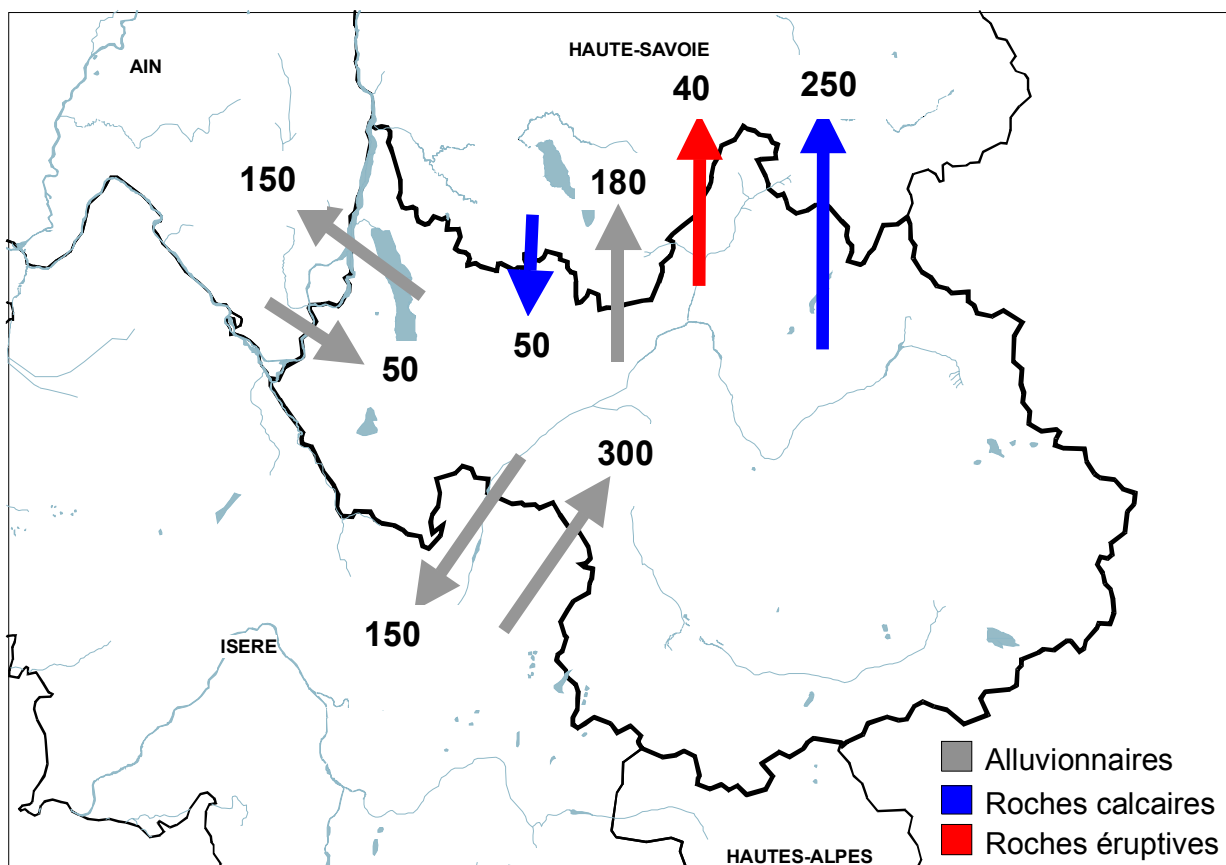 HAUTE-SAVOIE
AIN
40
250
150
180
50
50
300
150
ISERE
Alluvionnaires
Roches calcaires
Roches éruptives
HAUTES-ALPES